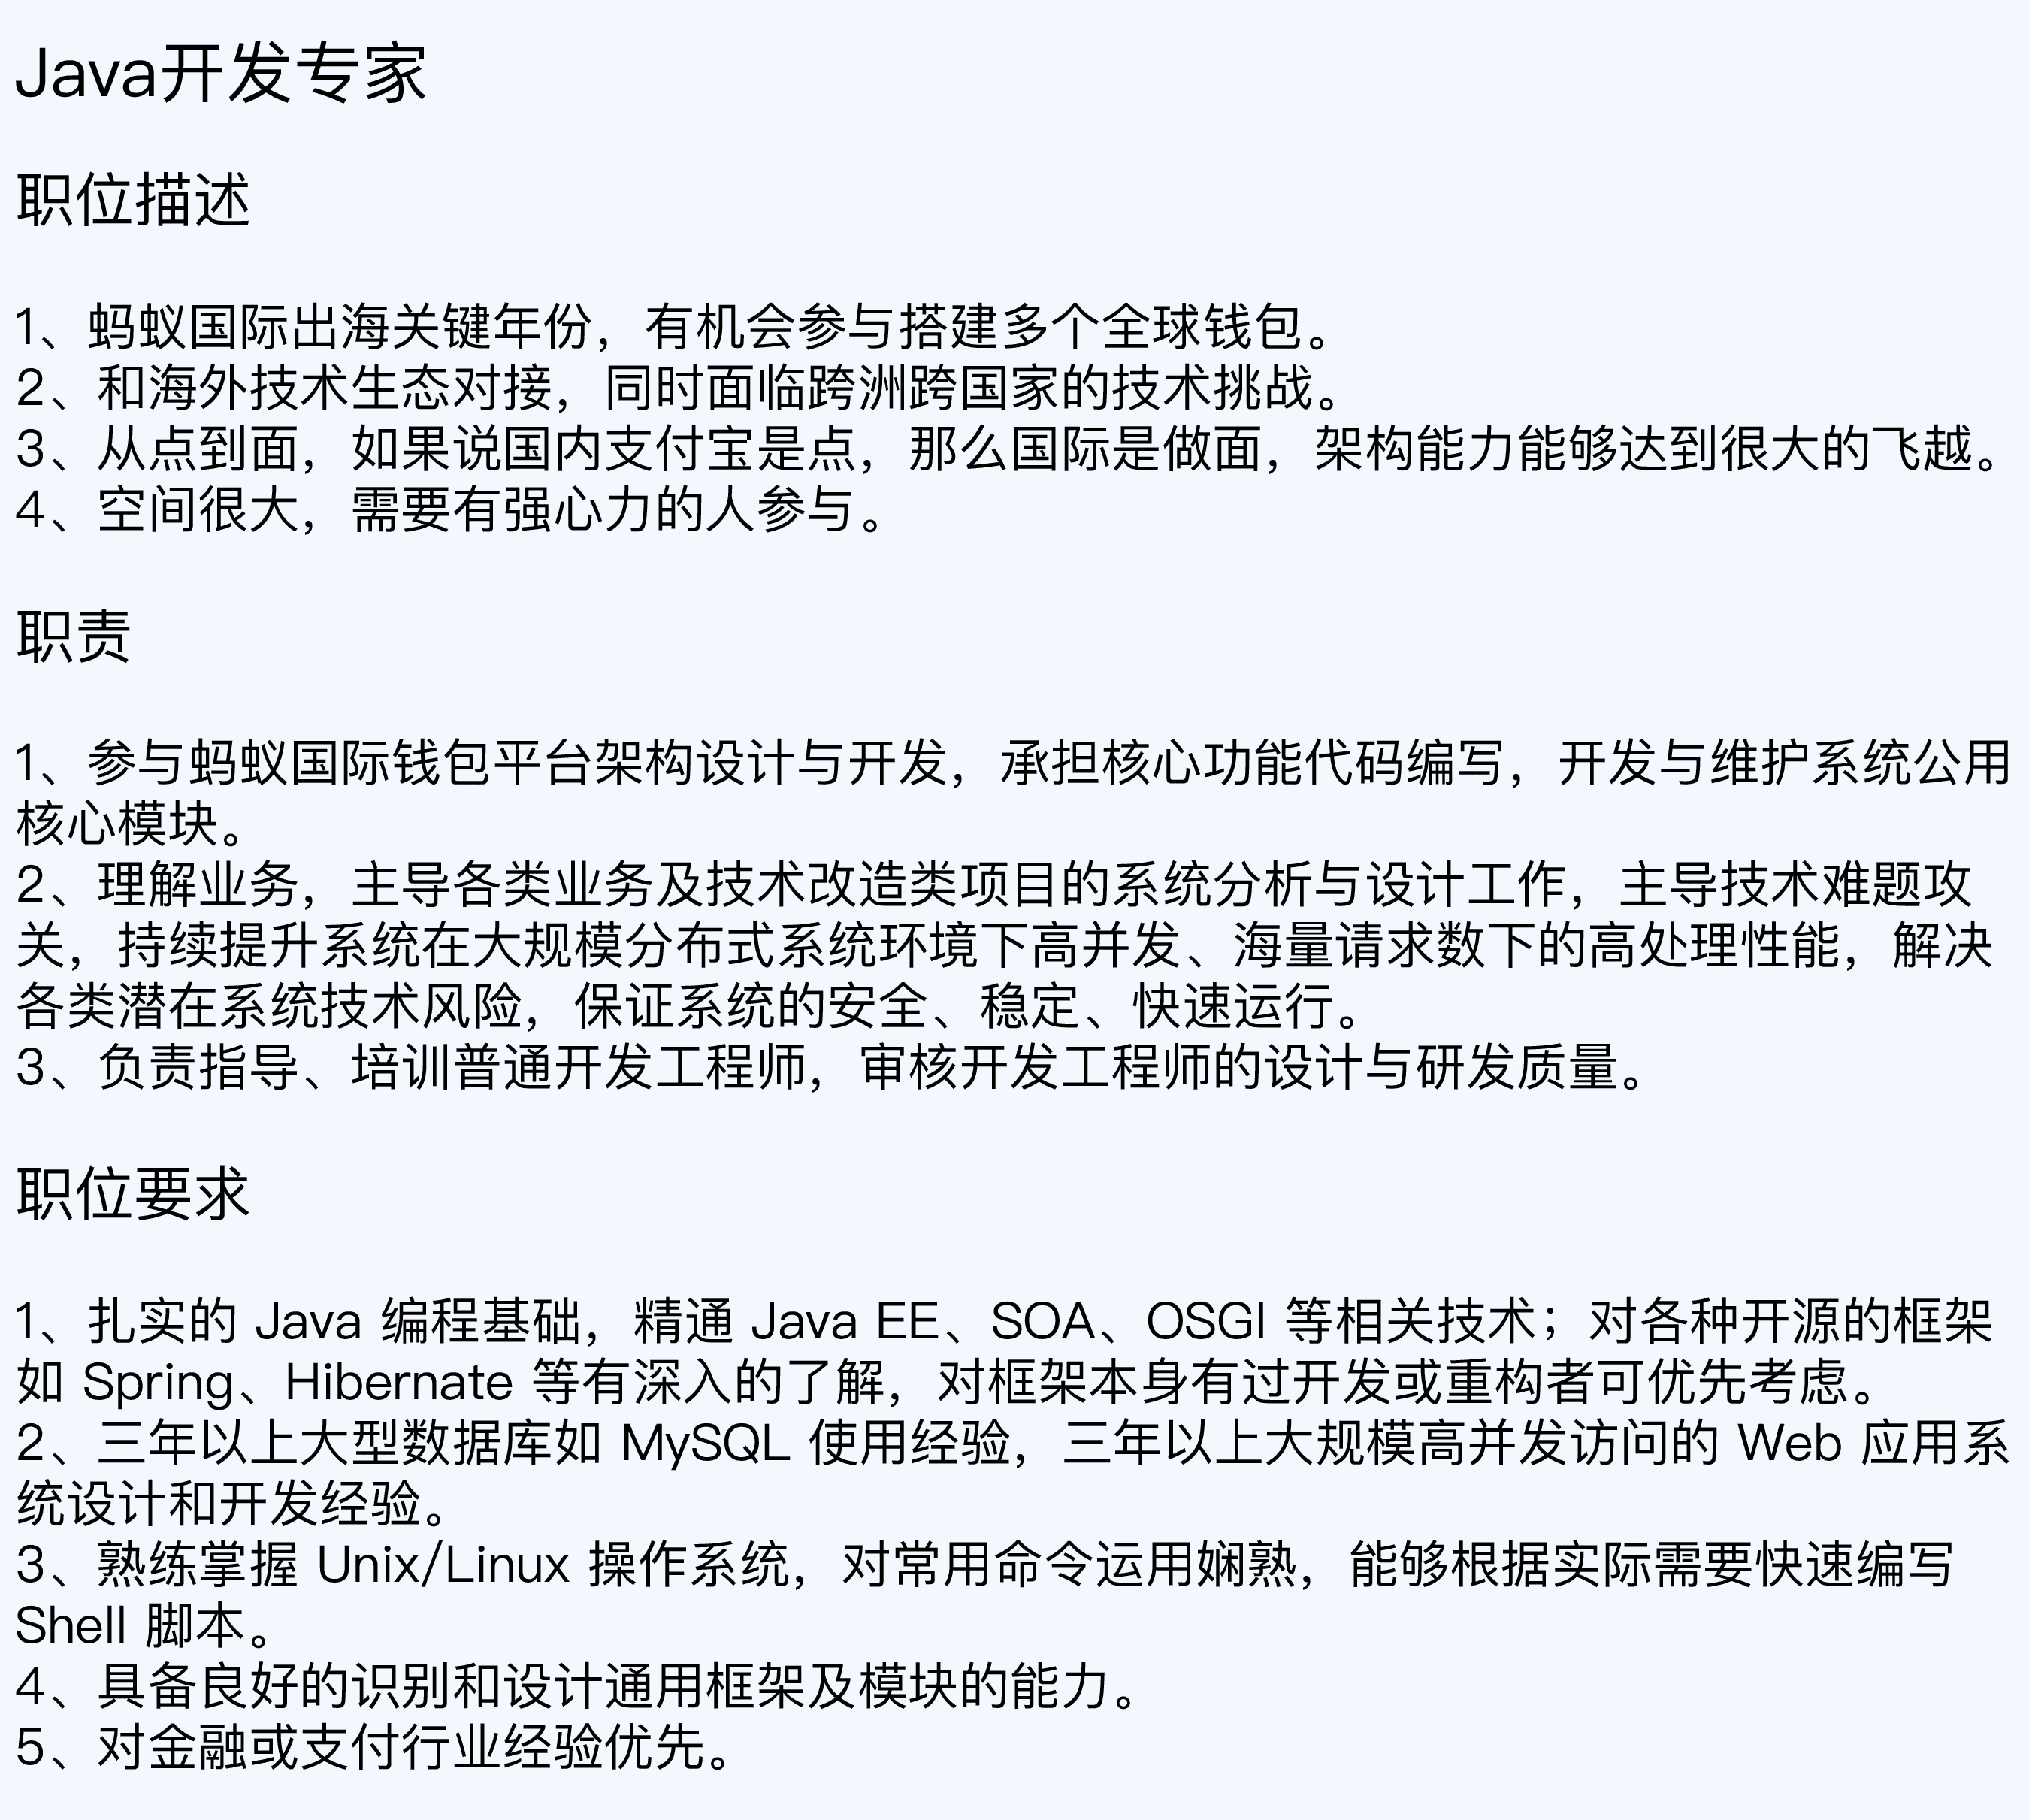 Java开发专家
职位描述
1、蚂蚁国际出海关键年份，有机会参与搭建多个全球钱包。
2、和海外技术生态对接，同时面临跨洲跨国家的技术挑战。
3、从点到面，如果说国内支付宝是点，那么国际是做面，架构能力能够达到很大的飞越。
4、空间很大，需要有强心力的人参与。
职责
1、参与蚂蚁国际钱包平台架构设计与开发，承担核心功能代码编写，开发与维护系统公用
核心模块。
2、理解业务，主导各类业务及技术改造类项目的系统分析与设计工作，主导技术难题攻
关，持续提升系统在大规模分布式系统环境下高并发、海量请求数下的高处理性能，解决
各类潜在系统技术风险，保证系统的安全、稳定、快速运行。
3、负责指导、培训普通开发工程师，审核开发工程师的设计与研发质量。
职位要求
1、扎实的 Java 编程基础，精通 Java EE、SOA、OSGI 等相关技术；对各种开源的框架
如 Spring、Hibernate 等有深入的了解，对框架本身有过开发或重构者可优先考虑。
2、三年以上大型数据库如 MySQL 使用经验，三年以上大规模高并发访问的 Web 应用系
统设计和开发经验。
3、熟练掌握 Unix/Linux 操作系统，对常用命令运用娴熟，能够根据实际需要快速编写
Shell 脚本。
4、具备良好的识别和设计通用框架及模块的能力。
5、对金融或支付行业经验优先。